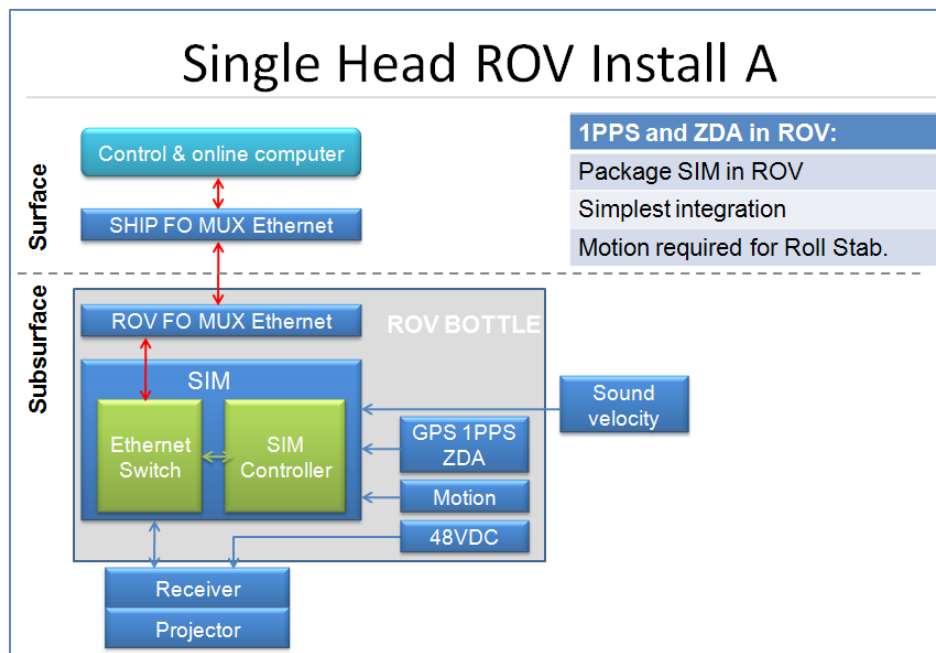 Single Head ROV Install A
1PPS and ZDA in ROV:
Package SIM in ROV
Simplest integration
Motion required for Roll Stab.
Surface
Control & online computer
SHIP FO MUX Ethernet
Subsurface
ROV FO MUX Ethernet
ROV BOTTLE
SIM
Ethernet
Switch
SIM
Controller
Sound
velocity
GPS 1PPS
ZDA
Motion
48VDC
Receiver
Projector